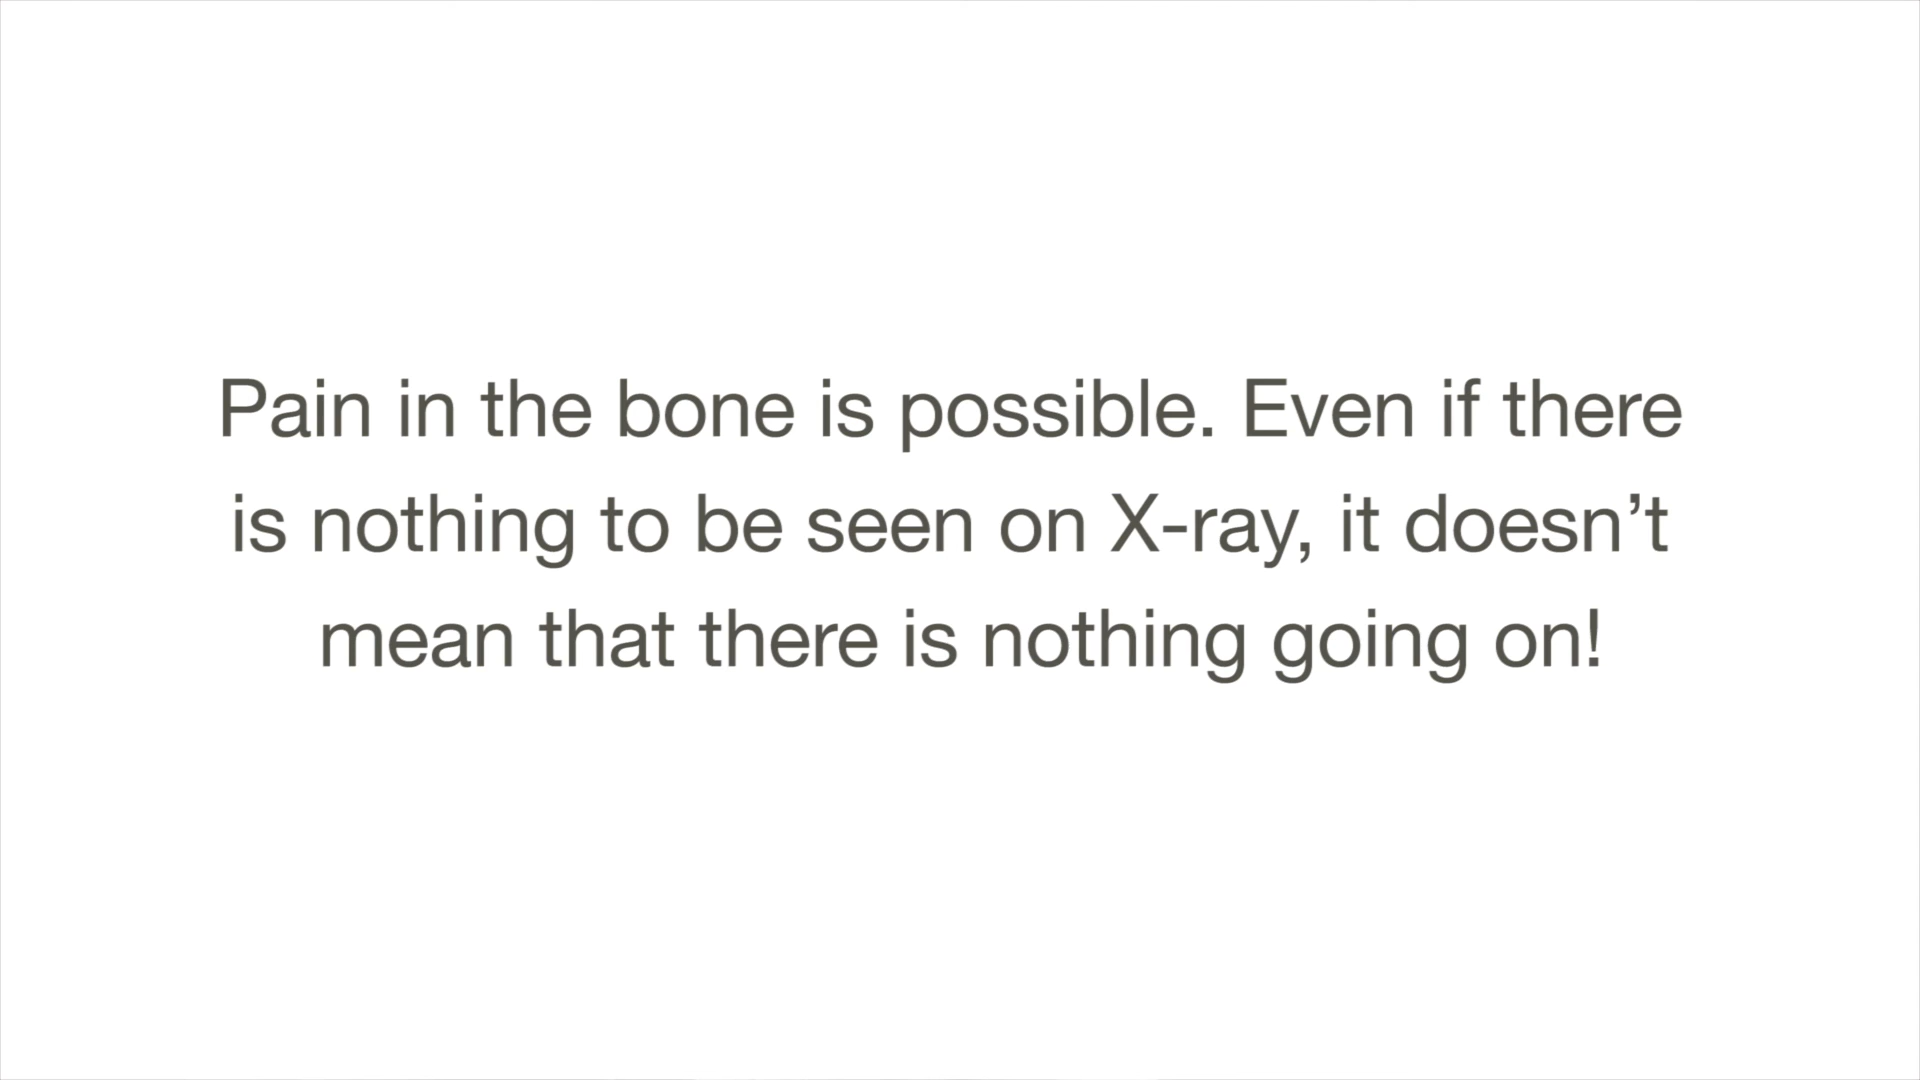 Pain in the bone is possible. Even if there
is nothing to be seen on X-ray, it doesn’t
mean that there is nothing going on!